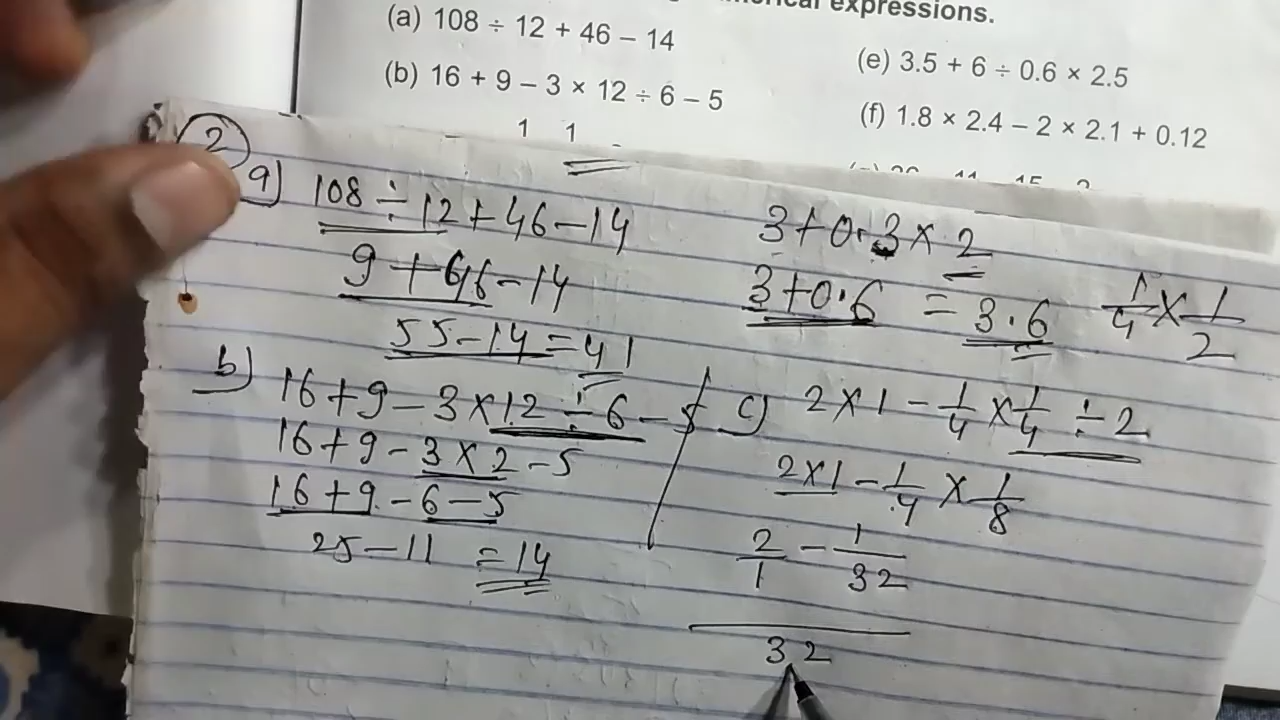 erical expressions.
(a) 108 ÷ 12 + 46 – 14
(b) 16 + 9 – 3 × 12 ÷ 6 – 5
(e) 3.5 + 6 ÷ 0.6 × 2.5
(f) 1.8 × 2.4 – 2 × 2.1 + 0.12
1 1
2
a) 108 ÷ 12 + 46 – 14
9 + 46 – 14
55 – 14 = 41
b) 16 + 9 – 3 × 12 ÷ 6 – 5
16 + 9 – 3 × 2 – 5
16 + 9 – 6 – 5
25 – 11 = 14
3 + 0.3 × 2
3 + 0.6 = 3.6
1/4 × 1/2
c) 2 × 1 – 1/4 × 1/4 ÷ 2
2 × 1 – 1/4 × 1/8
2/1 – 1/32
32